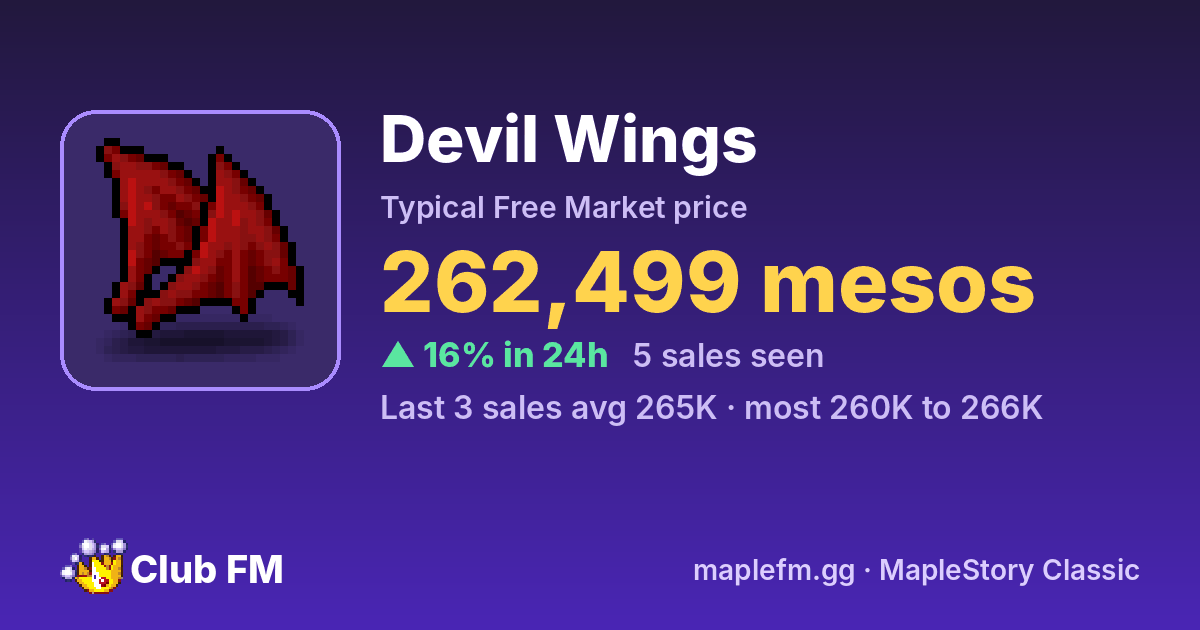 Devil Wings
Typical Free Market price
262,499 mesos
▲ 16% in 24h 5 sales seen
Last 3 sales avg 265K · most 260K to 266K
Club FM
maplefm.gg · MapleStory Classic